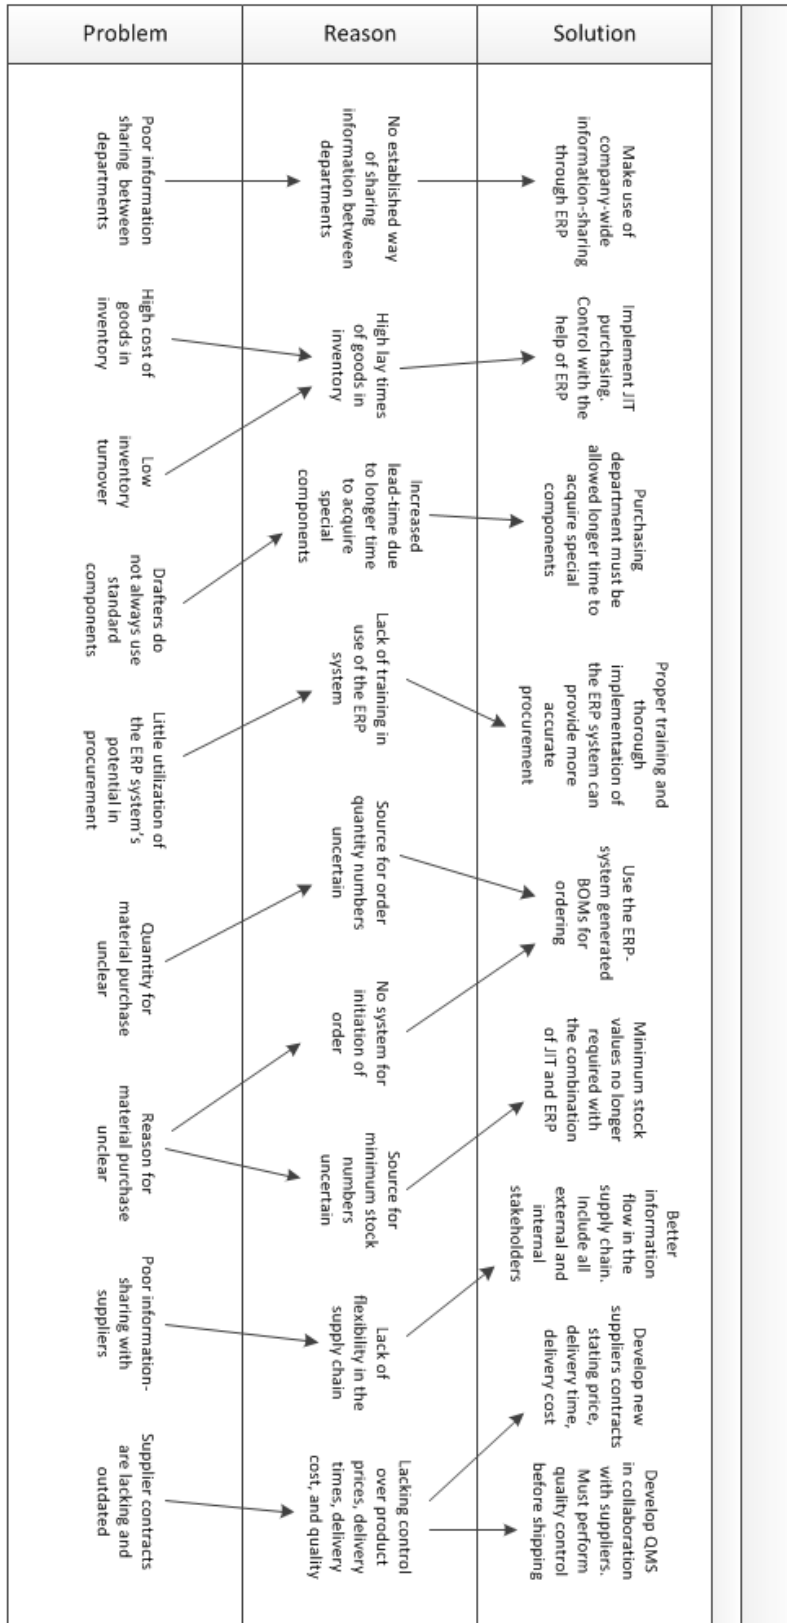 Problem
Reason
Solution
Poor information
sharing between
departments
No established way
of sharing
information between
departments
Make use of
company-wide
information-sharing
through ERP
High cost of
goods in
inventory
High lay times
of goods in
inventory
Implement JIT
purchasing.
Control with the
help of ERP
Low
inventory
turnover
Increased
lead-time due
to longer time
to acquire
special
components
Purchasing
department must be
allowed longer time to
acquire special
components
Drafters do
not always use
standard
components
Lack of training in
use of the ERP
system
Proper training and
thorough
implementation of
the ERP system can
provide more
accurate
procurement
Little utilization of
the ERP system's
potential in
procurement
Source for order
quantity numbers
uncertain
Use the ERP-
system generated
BOMs for
ordering
Quantity for
material purchase
unclear
No system for
initiation of
order
Minimum stock
values no longer
required with
the combination
of JIT and ERP
Reason for
material purchase
unclear
Source for
minimum stock
numbers
uncertain
Better
information
flow in the
supply chain.
Include all
external and
internal
stakeholders
Poor information-
sharing with
suppliers
Lack of
flexibility in the
supply chain
Develop new
suppliers contracts
stating price,
delivery time,
delivery cost
Supplier contracts
are lacking and
outdated
Lacking control
over product
prices, delivery
times, delivery
cost, and quality
Develop QMS
in collaboration
with suppliers.
Must perform
quality control
before shipping